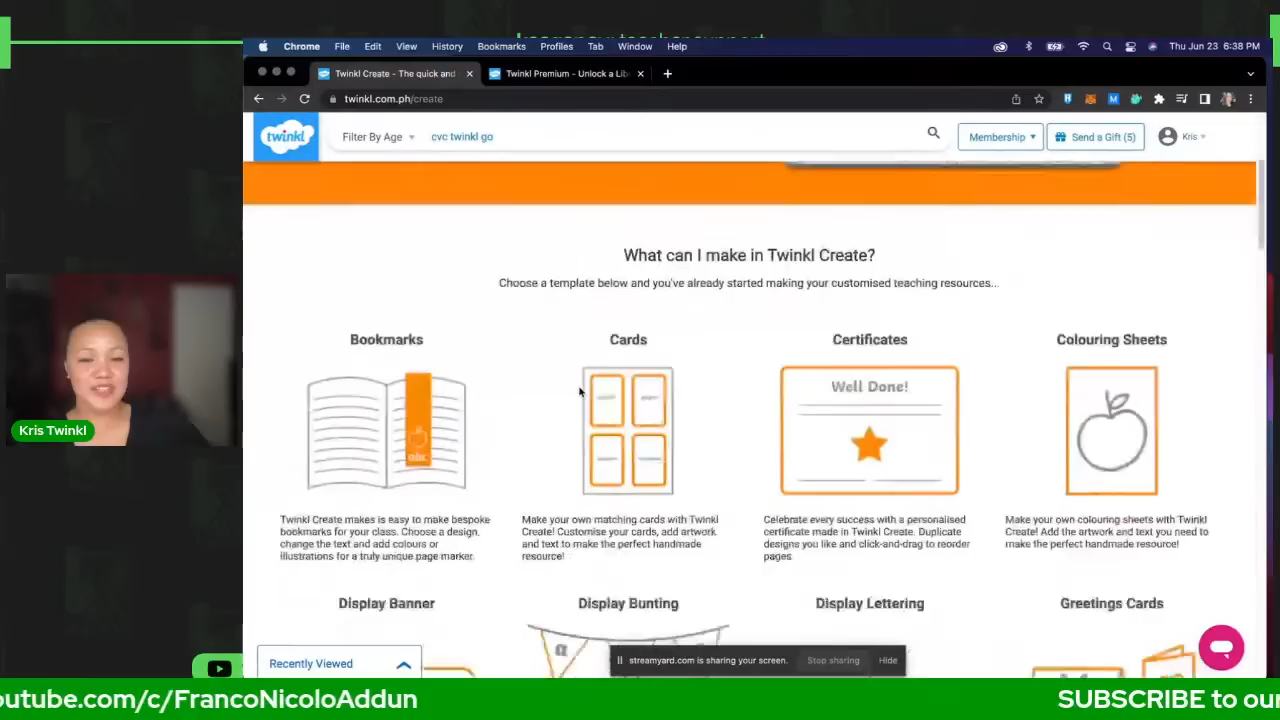 Chrome File Edit View History Bookmarks Profiles Tab Window Help Thu Jun 23 6:38 PM
Twinkl Create - The quick and Twinkl Premium - Unlock a Lib
twinkl.com.ph/create
twinkl Filter By Age cvc twinkl go Membership Send a Gift (5) Kris
What can I make in Twinkl Create?
Choose a template below and you've already started making your customised teaching resources...
Bookmarks Cards Certificates Colouring Sheets
Well Done!
abc
Twinkl Create makes is easy to make bespoke
bookmarks for your class. Choose a design,
change the text and add colours or
illustrations for a truly unique page marker.
Make your own matching cards with Twinkl
Create! Customise your cards, add artwork
and text to make the perfect handmade
resource!
Celebrate every success with a personalised
certificate made in Twinkl Create. Duplicate
designs you like and click-and-drag to reorder
pages.
Make your own colouring sheets with Twinkl
Create! Add the artwork and text you need to
make the perfect handmade resource!
Kris Twinkl
Display Banner Display Bunting Display Lettering Greetings Cards
a
Recently Viewed
streamyard.com is sharing your screen. Stop sharing Hide
outube.com/c/FrancoNicoloAddun SUBSCRIBE to our